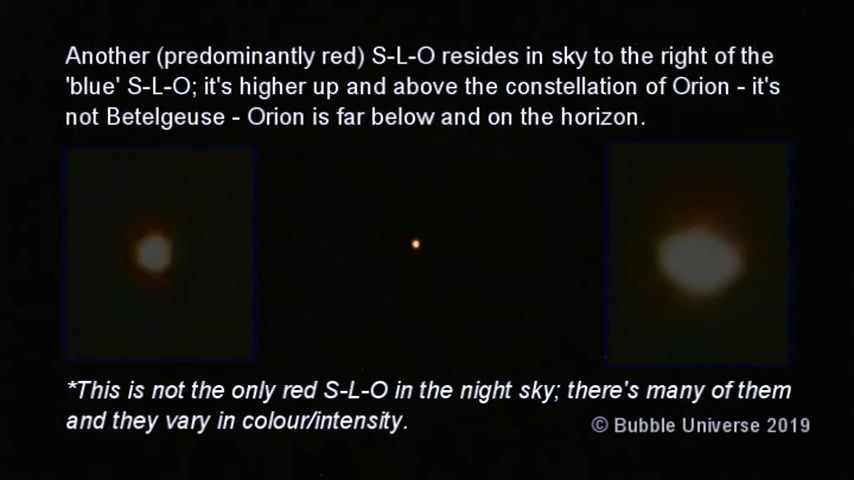 Another (predominantly red) S-L-O resides in sky to the right of the
'blue' S-L-O; it's higher up and above the constellation of Orion - it's
not Betelgeuse - Orion is far below and on the horizon.
*This is not the only red S-L-O in the night sky; there's many of them
and they vary in colour/intensity.
© Bubble Universe 2019